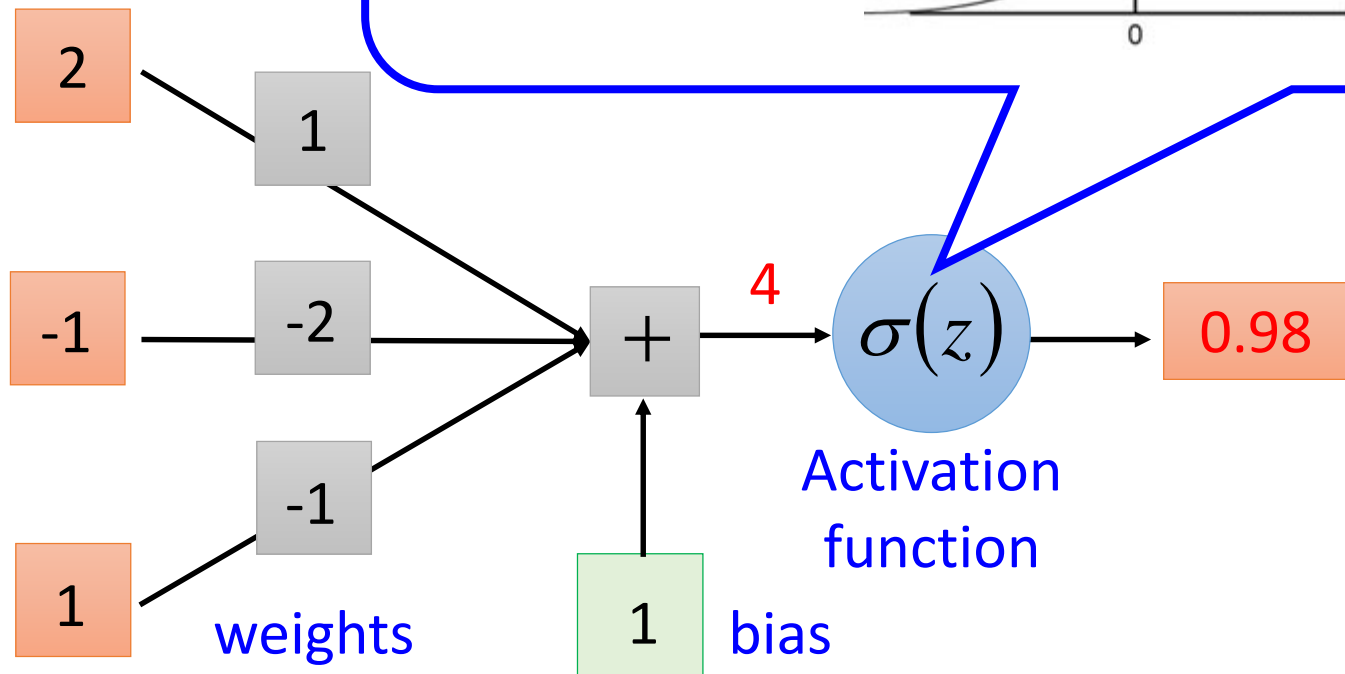 0
2
1
-1
-2
+
4
σ(z)
0.98
-1
Activation
function
1
weights
1
bias